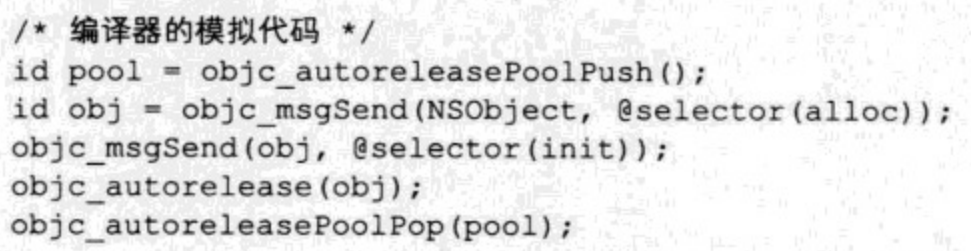 /* 编译器的模拟代码 */
id pool = objc_autoreleasePoolPush();
id obj = objc_msgSend(NSObject, @selector(alloc));
objc_msgSend(obj, @selector(init));
objc_autorelease(obj);
objc_autoreleasePoolPop(pool);